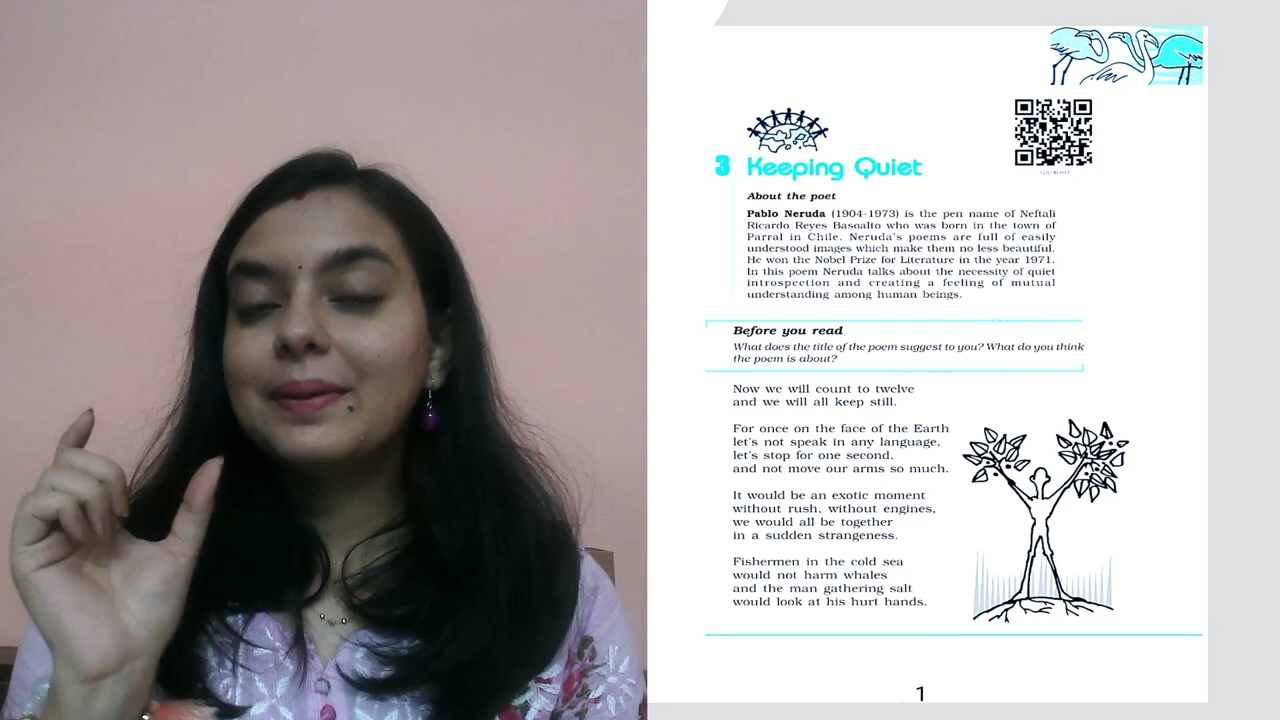 3 Keeping Quiet
About the poet
Pablo Neruda (1904-1973) is the pen name of Neftali
Ricardo Reyes Basoalto who was born in the town of
Parral in Chile. Neruda's poems are full of easily
understood images which make them no less beautiful.
He won the Nobel Prize for Literature in the year 1971.
In this poem Neruda talks about the necessity of quiet
introspection and creating a feeling of mutual
understanding among human beings.
Before you read
What does the title of the poem suggest to you? What do you think
the poem is about?
Now we will count to twelve
and we will all keep still.
For once on the face of the Earth
let's not speak in any language,
let's stop for one second,
and not move our arms so much.
It would be an exotic moment
without rush, without engines,
we would all be together
in a sudden strangeness.
Fishermen in the cold sea
would not harm whales
and the man gathering salt
would look at his hurt hands.
1